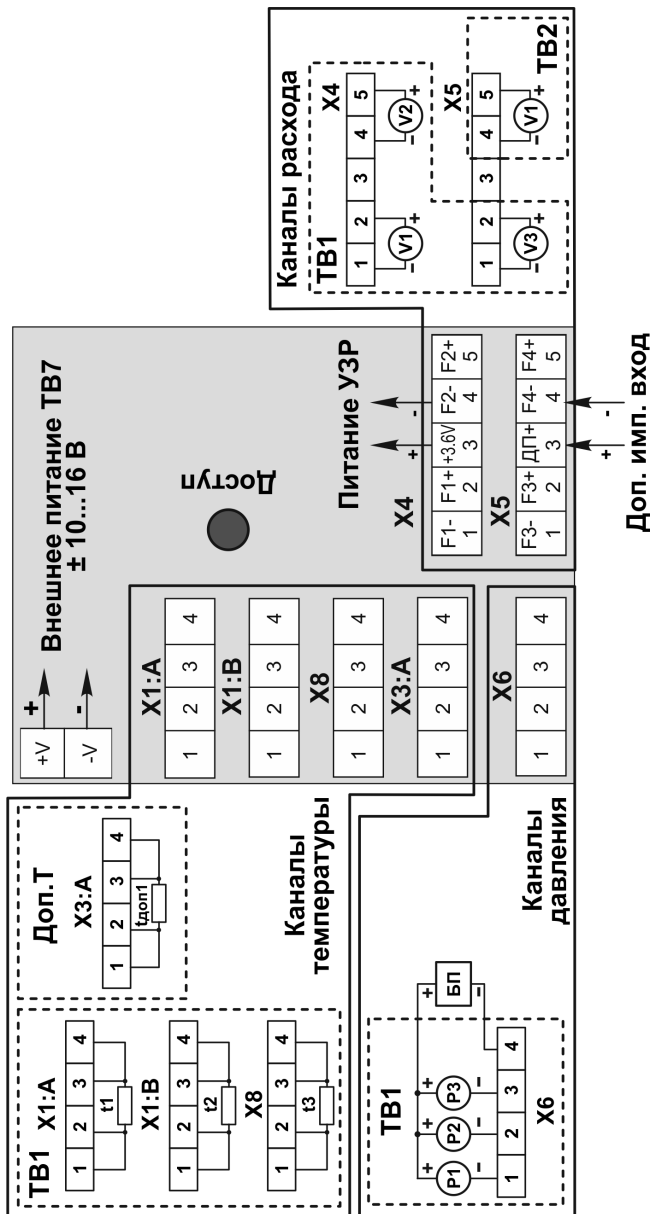 TB1
X1:A
1 2 3 4
t1
X1:B
1 2 3 4
t2
X8
1 2 3 4
t3
Доп.Т
X3:A
1 2 3 4
tдоп1
Каналы
температуры
TB1
+ + + +
P1 P2 P3 БП
- - - -
1 2 3 4
X6
Каналы
давления
+V
-V
+
-
Внешнее питание ТВ7
± 10...16 В
Доступ
X1:A
1 2 3 4
X1:B
1 2 3 4
X8
1 2 3 4
X3:A
1 2 3 4
X6
1 2 3 4
Питание УЗР
+ -
X4
F1- F1+ +3.6V F2- F2+
1 2 3 4 5
X5
F3- F3+ ДП+ F4- F4+
1 2 3 4 5
+ -
Доп. имп. вход
Каналы расхода
ТВ1
X4
1 2 3 4 5
- V1 + - V2 +
X5
1 2 3 4 5
- V3 + - V1 +
ТВ2